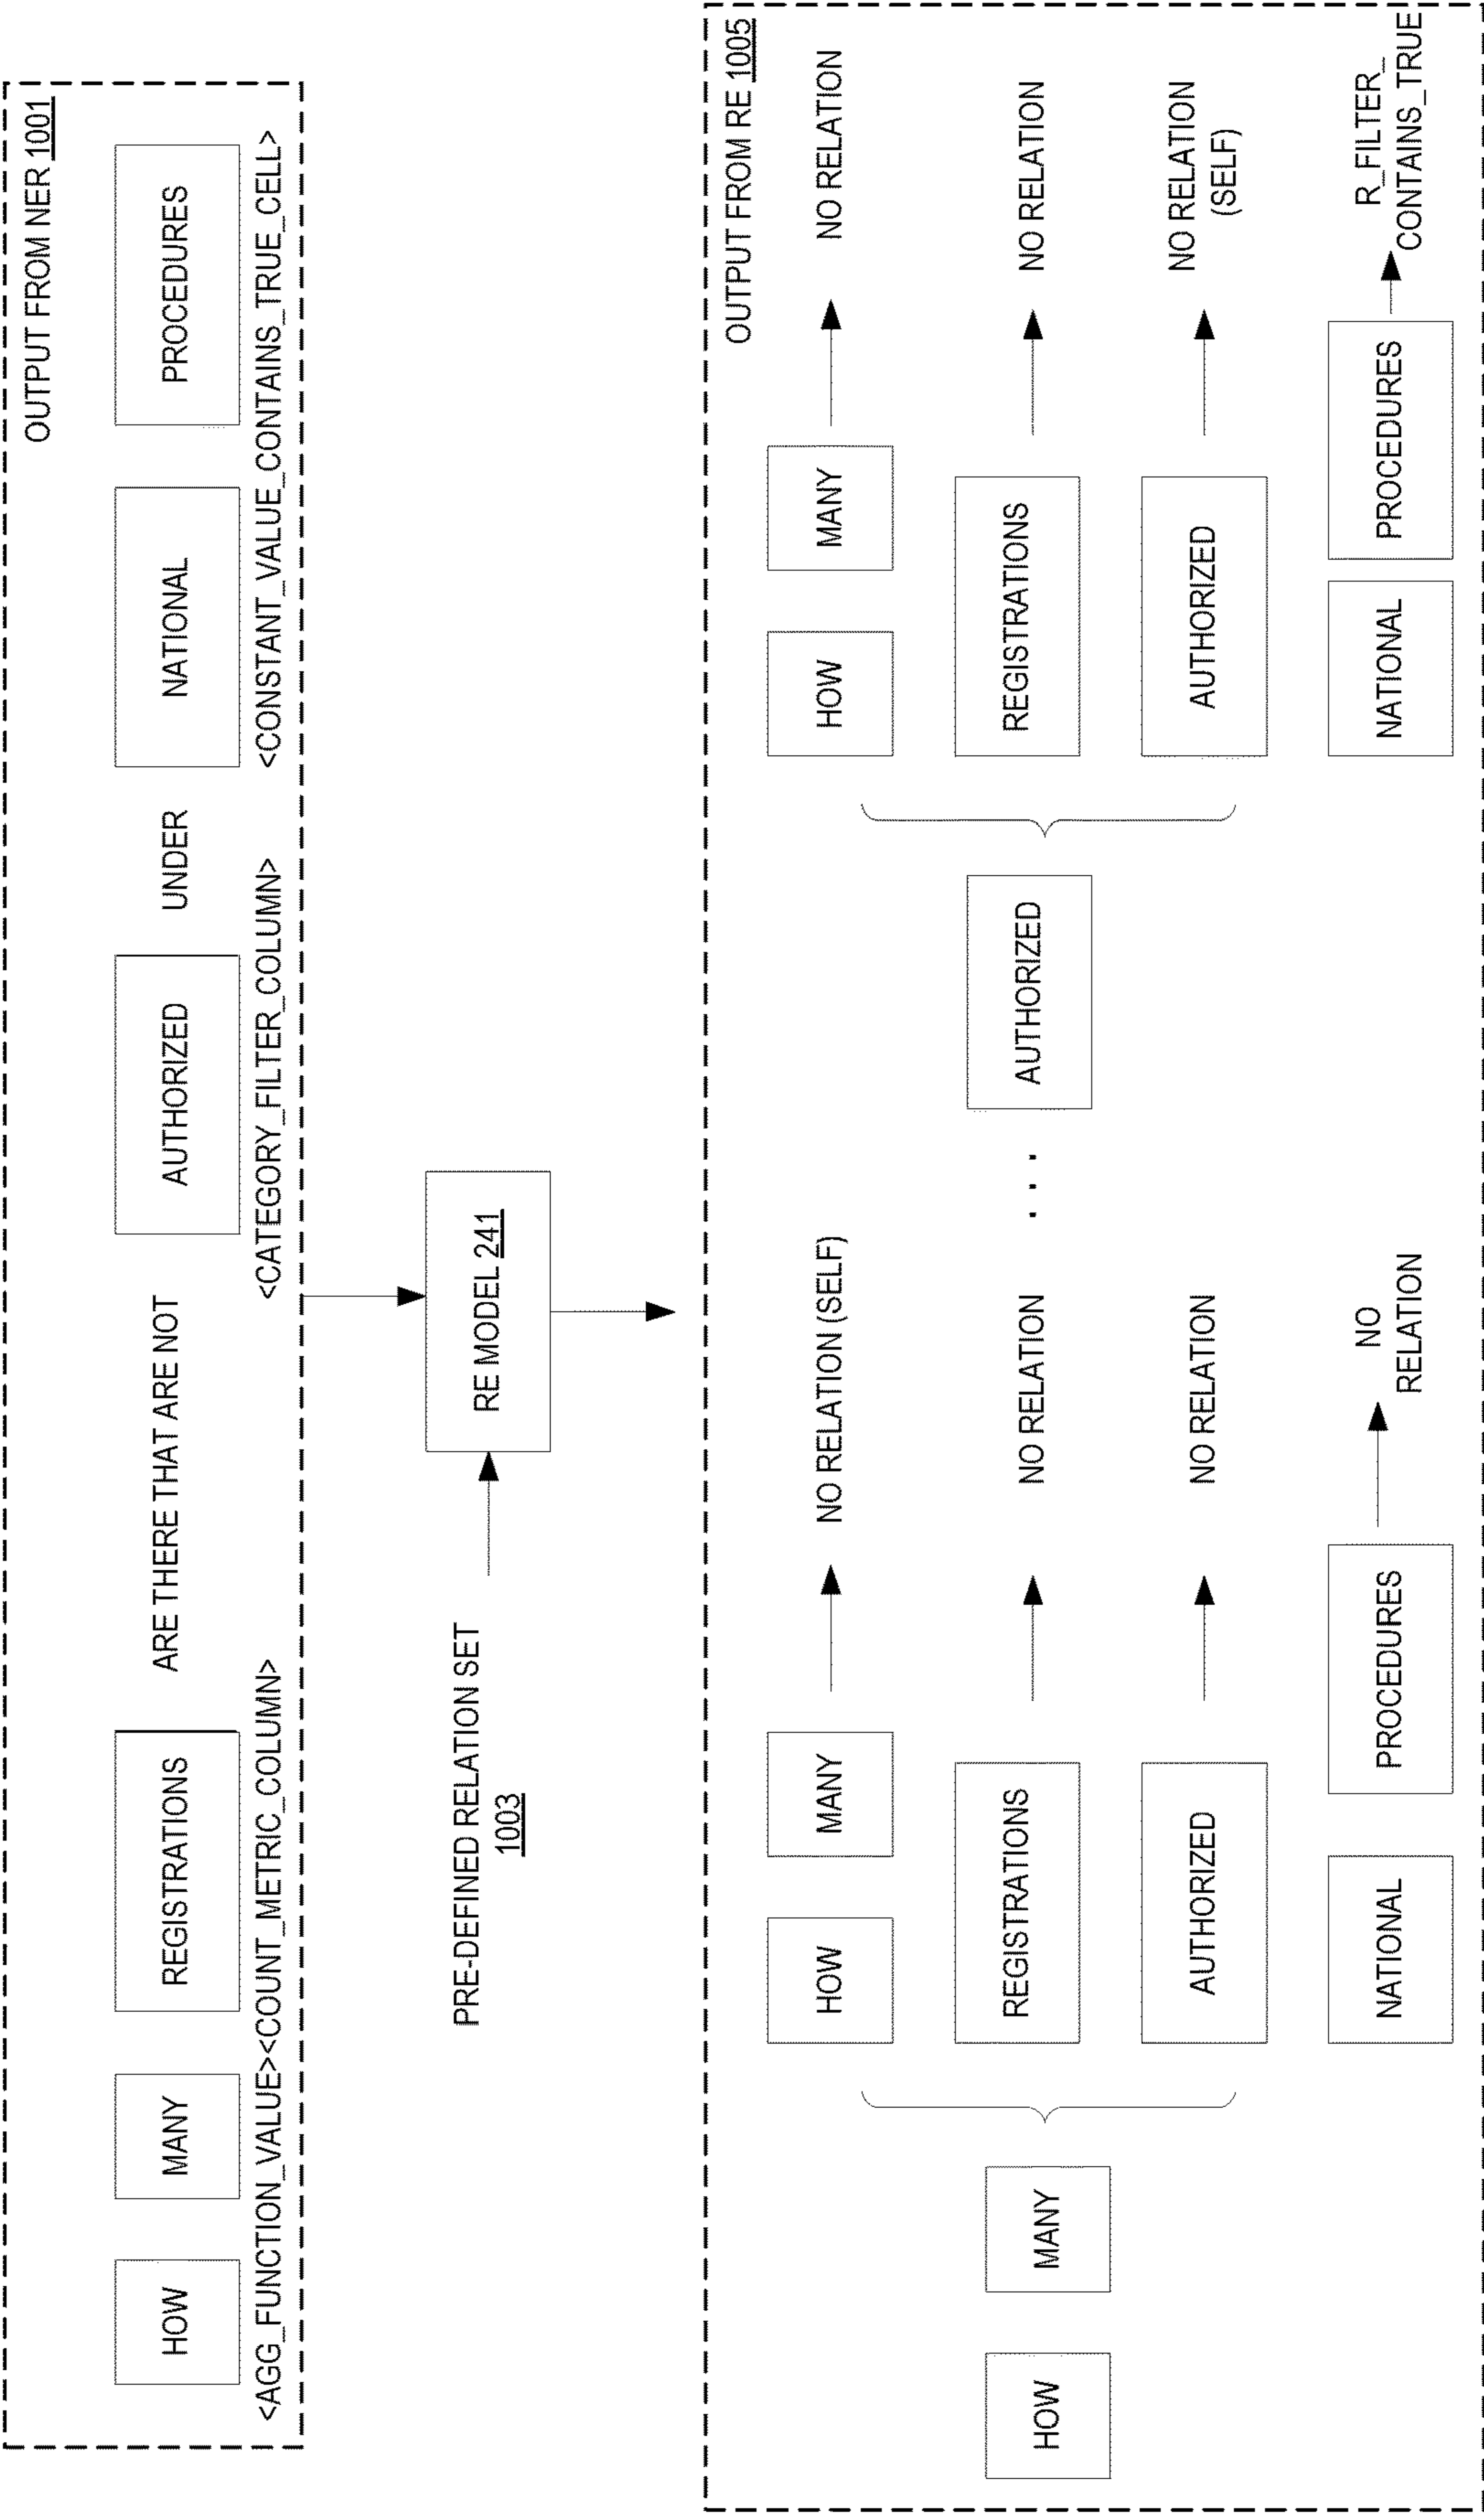 OUTPUT FROM NER 1001
HOW
MANY
REGISTRATIONS
ARE THERE THAT ARE NOT
AUTHORIZED
UNDER
NATIONAL
PROCEDURES
<AGG_FUNCTION_VALUE><COUNT_METRIC_COLUMN>
<CATEGORY_FILTER_COLUMN>
<CONSTANT_VALUE_CONTAINS_TRUE_CELL>
PRE-DEFINED RELATION SET
1003
RE MODEL 241
OUTPUT FROM RE 1005
HOW
MANY
HOW
MANY
NO RELATION (SELF)
REGISTRATIONS
NO RELATION
AUTHORIZED
NO RELATION
NATIONAL
PROCEDURES
NO
RELATION
. . .
AUTHORIZED
HOW
MANY
NO RELATION
REGISTRATIONS
NO RELATION
AUTHORIZED
NO RELATION
(SELF)
NATIONAL
PROCEDURES
R_FILTER_
CONTAINS_TRUE